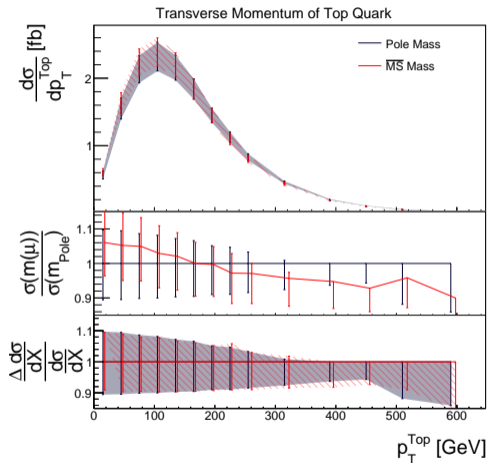 Transverse Momentum of Top Quark
dσ/dp_T^Top [fb]
Pole Mass
M̅S̅ Mass
2
1
σ(m(μ))/σ(m_Pole)
1.1
1
0.9
Δ dσ/dX / dσ/dX
1.1
1
0.9
0 100 200 300 400 500 600 700
p_T^Top [GeV]